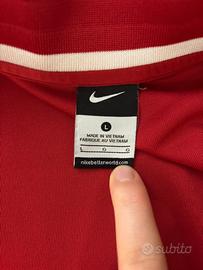 L
MADE IN VIETNAM
FABRIQUÉ AU VIETNAM
L G G
nikebetterworld.com
subito